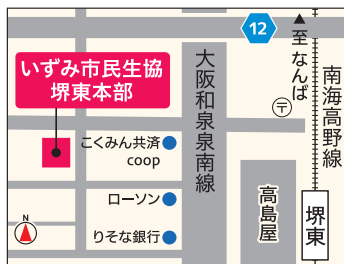 12
▲至 なんば
いずみ市民生協
堺東本部
大阪和泉泉南線
南海高野線
〒
こくみん共済
coop
ローソン
高島屋
堺東
りそな銀行
N